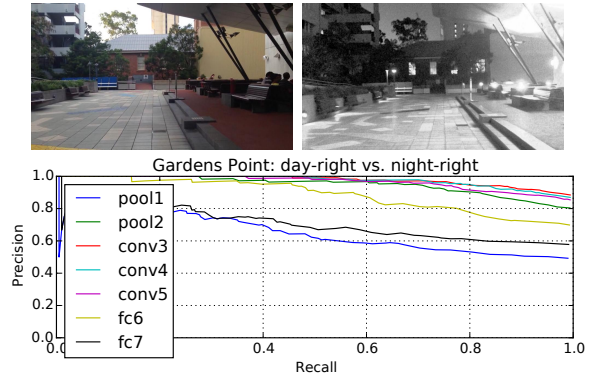 Gardens Point: day-right vs. night-right
1.0
0.8
0.6
0.4
0.2
0.0
Precision
pool1
pool2
conv3
conv4
conv5
fc6
fc7
0.0
0.4
0.6
0.8
1.0
Recall